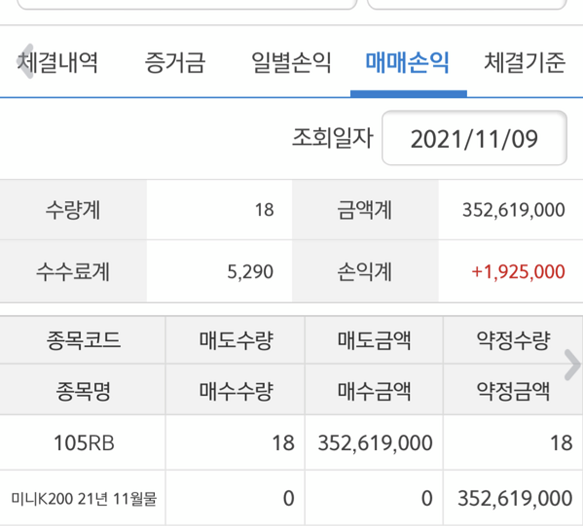 체결내역 증거금 일별손익 매매손익 체결기준
조회일자 2021/11/09
수량계 18 금액계 352,619,000
수수료계 5,290 손익계 +1,925,000
종목코드 매도수량 매도금액 약정수량
종목명 매수수량 매수금액 약정금액
105RB 18 352,619,000 18
미니K200 21년 11월물 0 0 352,619,000